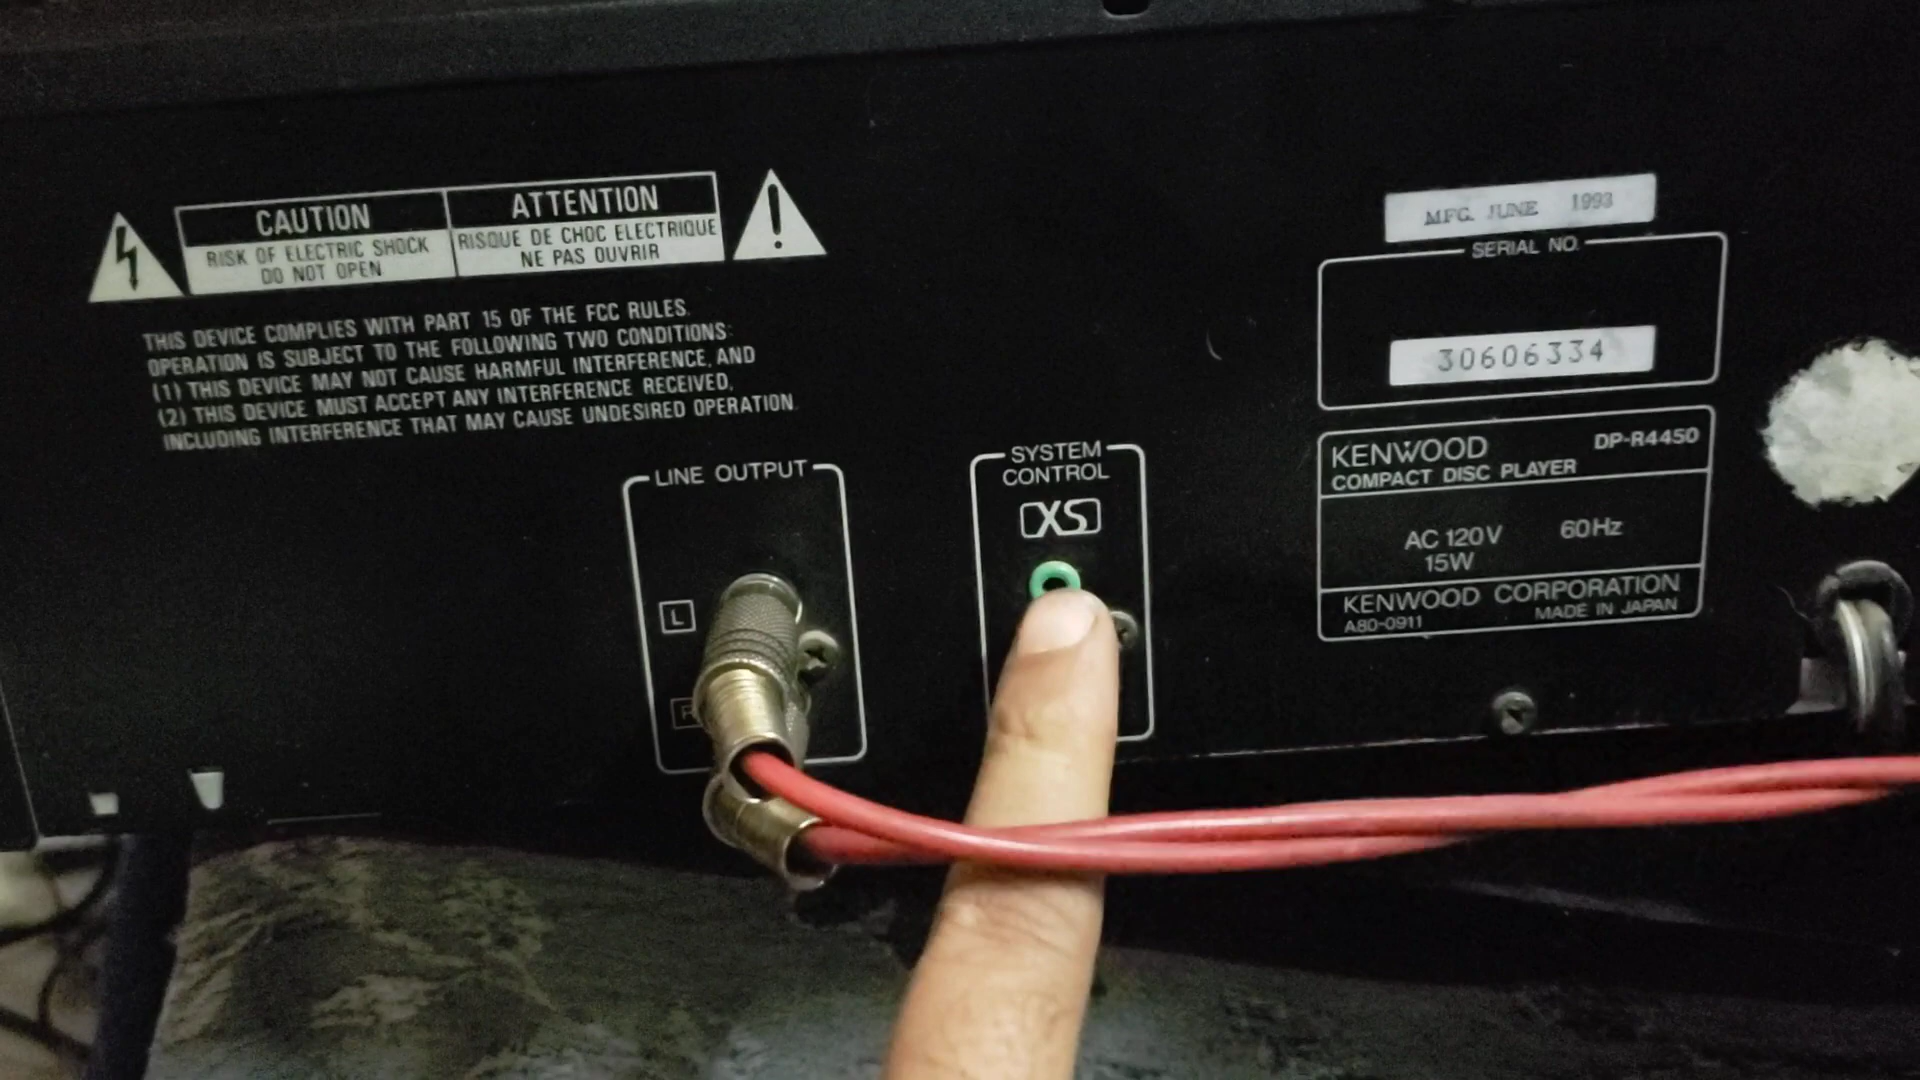 CAUTION
RISK OF ELECTRIC SHOCK
DO NOT OPEN
ATTENTION
RISQUE DE CHOC ELECTRIQUE
NE PAS OUVRIR
THIS DEVICE COMPLIES WITH PART 15 OF THE FCC RULES.
OPERATION IS SUBJECT TO THE FOLLOWING TWO CONDITIONS:
(1) THIS DEVICE MAY NOT CAUSE HARMFUL INTERFERENCE, AND
(2) THIS DEVICE MUST ACCEPT ANY INTERFERENCE RECEIVED,
INCLUDING INTERFERENCE THAT MAY CAUSE UNDESIRED OPERATION.
LINE OUTPUT
L
R
SYSTEM
CONTROL
XS
MFG. JUNE 1993
SERIAL NO.
30606334
KENWOOD DP-R4450
COMPACT DISC PLAYER
AC 120V 60Hz
15W
KENWOOD CORPORATION
A80-0911 MADE IN JAPAN